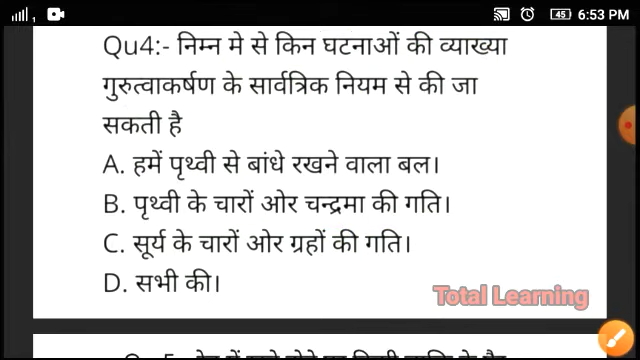 45 6:53 PM
Qu4:- निम्न मे से किन घटनाओं की व्याख्या
गुरुत्वाकर्षण के सार्वत्रिक नियम से की जा
सकती है
A. हमें पृथ्वी से बांधे रखने वाला बल।
B. पृथ्वी के चारों ओर चन्द्रमा की गति।
C. सूर्य के चारों ओर ग्रहों की गति।
D. सभी की।
Total Learning